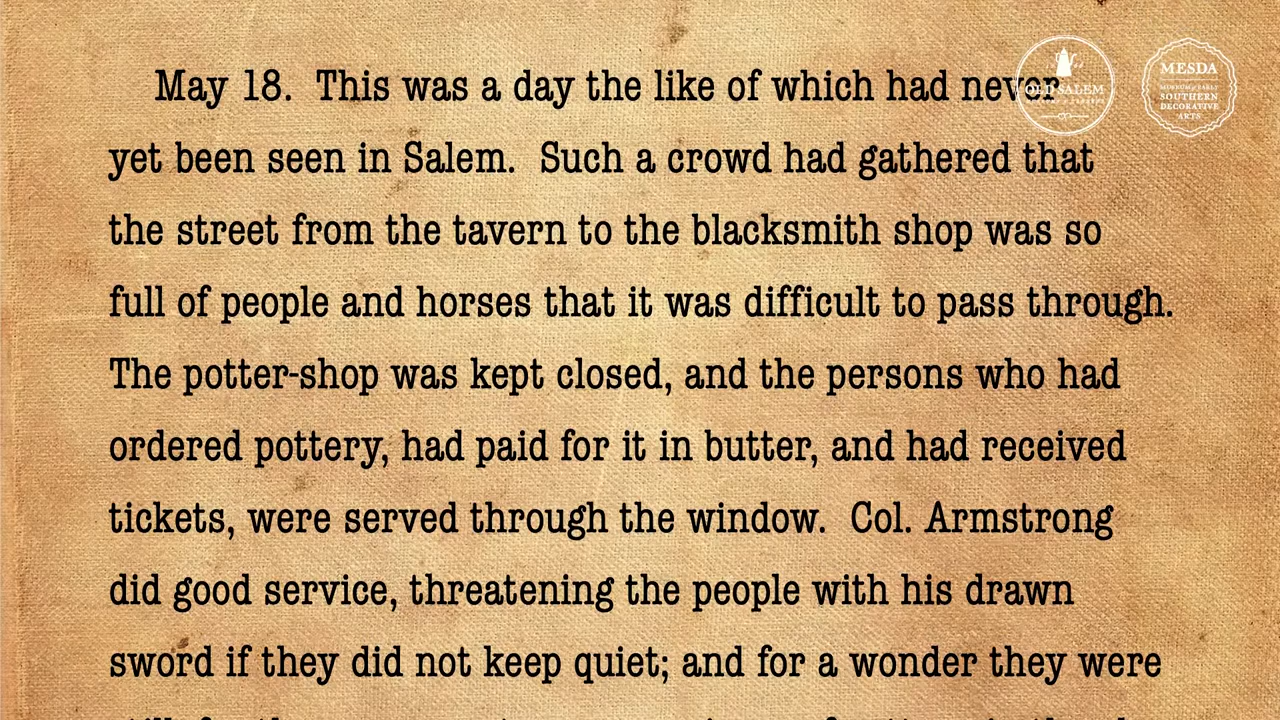 May 18. This was a day the like of which had never
yet been seen in Salem. Such a crowd had gathered that
the street from the tavern to the blacksmith shop was so
full of people and horses that it was difficult to pass through.
The potter-shop was kept closed, and the persons who had
ordered pottery, had paid for it in butter, and had received
tickets, were served through the window. Col. Armstrong
did good service, threatening the people with his drawn
sword if they did not keep quiet; and for a wonder they were
OLD SALEM
MESDA
MUSEUM of EARLY
SOUTHERN
DECORATIVE
ARTS